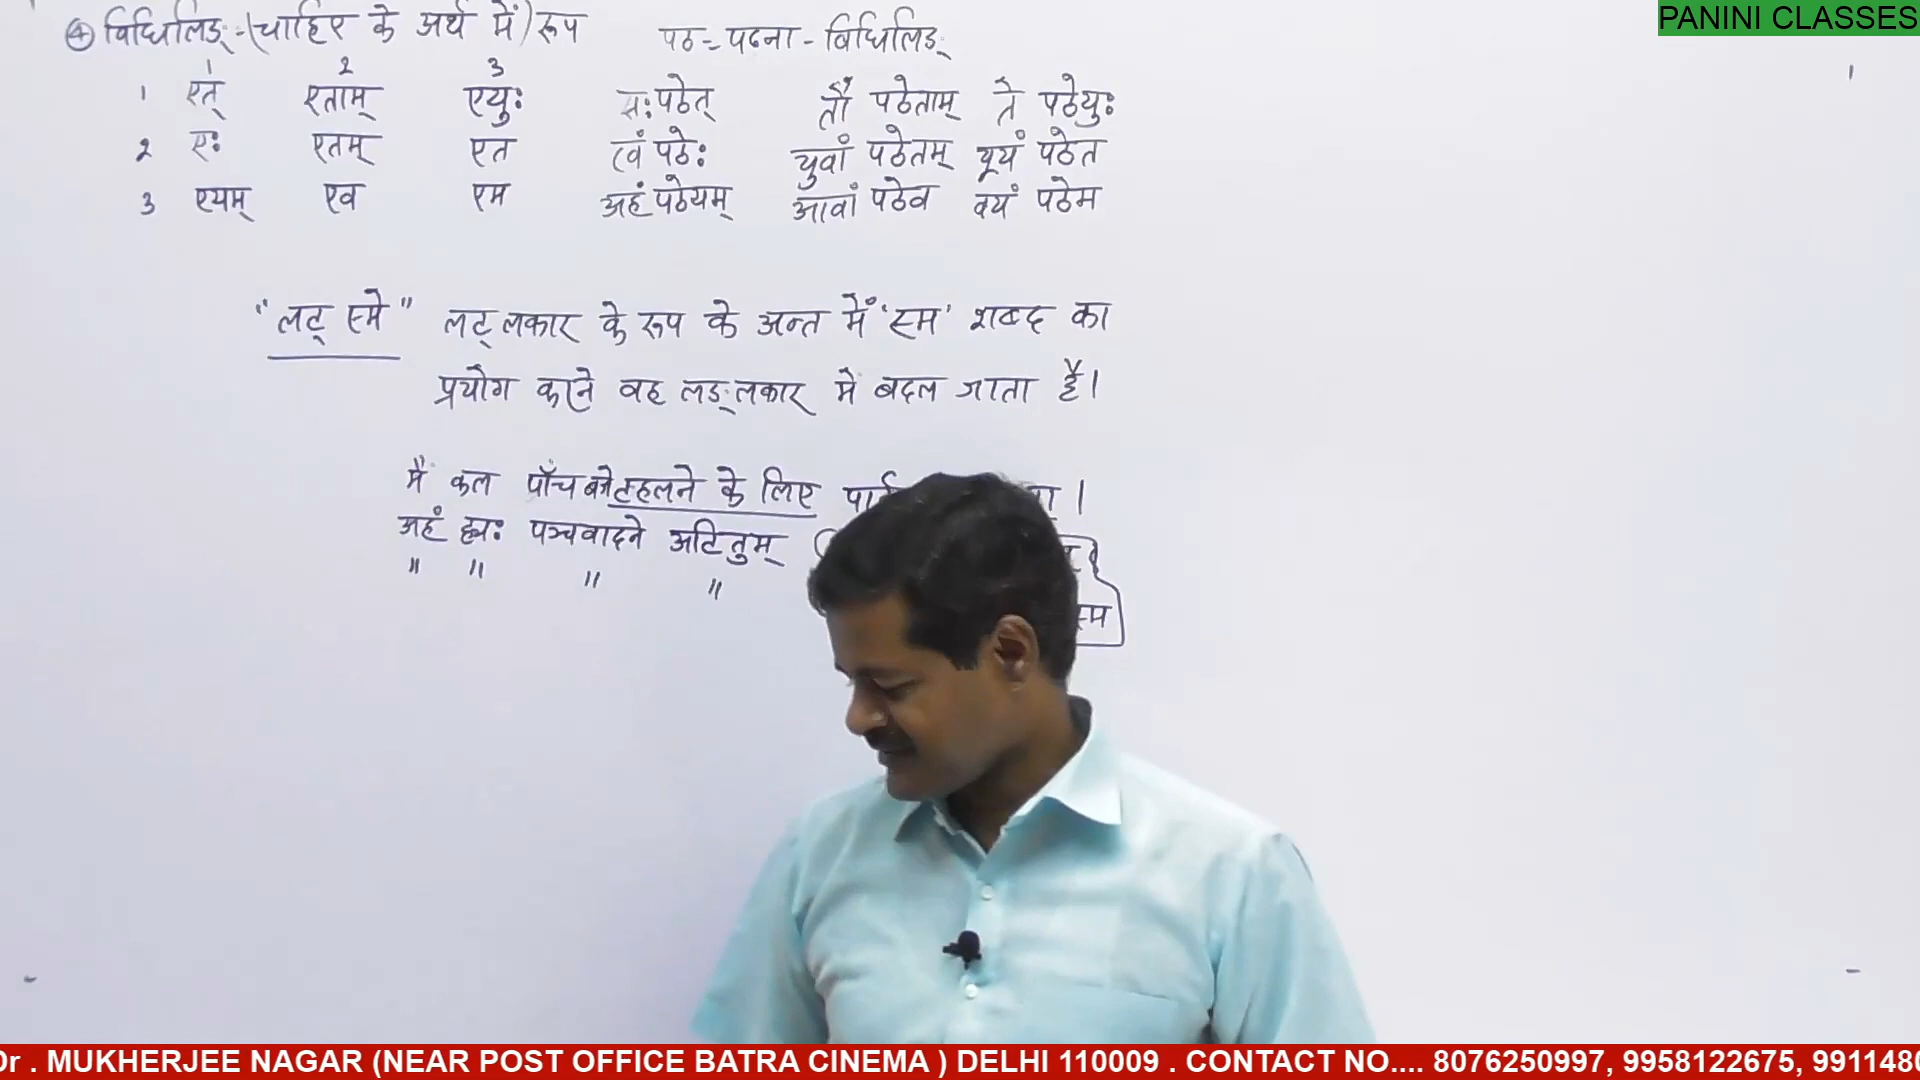 PANINI CLASSES
④ विधिलिङ् - (चाहिए के अर्थ में) रूप पठ् = पढना - विधिलिङ्
1 2 3
1 एत् एताम् एयुः सः पठेत् तौ पठेताम् ते पठेयुः
2 एः एतम् एत त्वं पठेः युवां पठेतम् यूयं पठेत
3 एयम् एव एम अहं पठेयम् आवां पठेव वयं पठेम
"लट् स्मे" लट् लकार के रूप के अन्त में 'स्म' शब्द का
प्रयोग करने वह लङ् लकार में बदल जाता है।
मैं कल पाँच बजे टहलने के लिए ।
अहं ह्यः पञ्चवादने अटितुम्
" " " "
स्म
Dr . MUKHERJEE NAGAR (NEAR POST OFFICE BATRA CINEMA ) DELHI 110009 . CONTACT NO.... 8076250997, 9958122675, 9911480